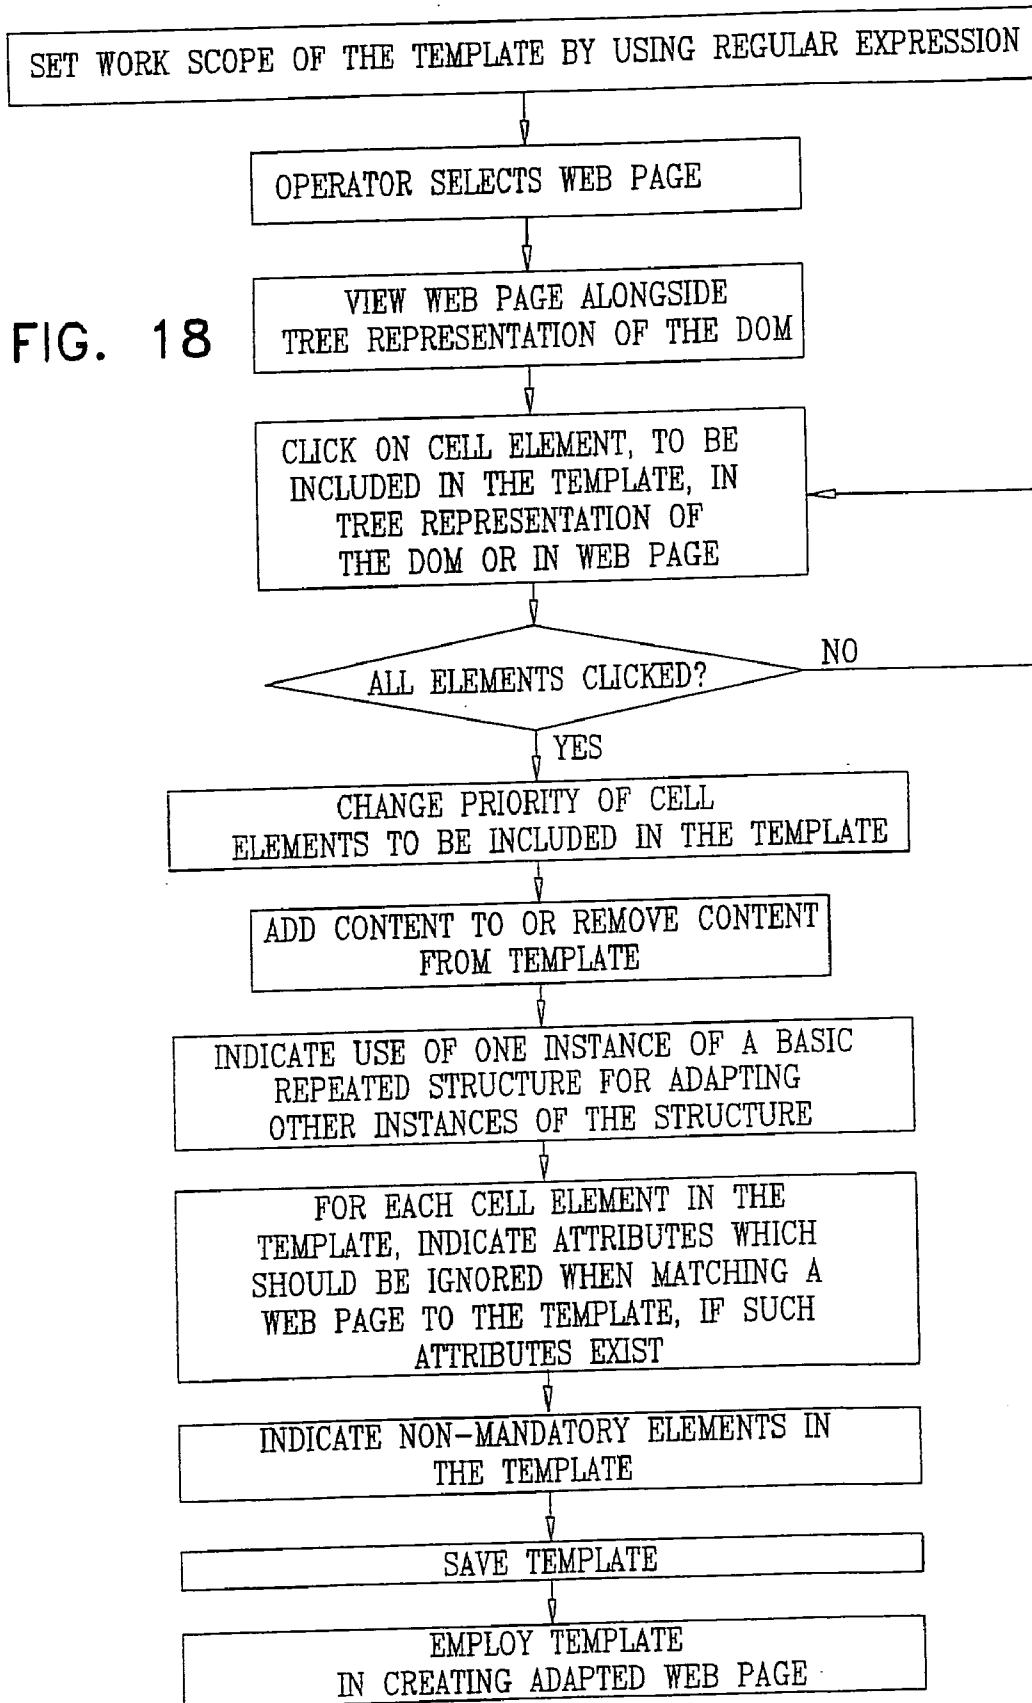 SET WORK SCOPE OF THE TEMPLATE BY USING REGULAR EXPRESSION
OPERATOR SELECTS WEB PAGE
FIG. 18
VIEW WEB PAGE ALONGSIDE
TREE REPRESENTATION OF THE DOM
CLICK ON CELL ELEMENT, TO BE
INCLUDED IN THE TEMPLATE, IN
TREE REPRESENTATION OF
THE DOM OR IN WEB PAGE
ALL ELEMENTS CLICKED?
NO
YES
CHANGE PRIORITY OF CELL
ELEMENTS TO BE INCLUDED IN THE TEMPLATE
ADD CONTENT TO OR REMOVE CONTENT
FROM TEMPLATE
INDICATE USE OF ONE INSTANCE OF A BASIC
REPEATED STRUCTURE FOR ADAPTING
OTHER INSTANCES OF THE STRUCTURE
FOR EACH CELL ELEMENT IN THE
TEMPLATE, INDICATE ATTRIBUTES WHICH
SHOULD BE IGNORED WHEN MATCHING A
WEB PAGE TO THE TEMPLATE, IF SUCH
ATTRIBUTES EXIST
INDICATE NON-MANDATORY ELEMENTS IN
THE TEMPLATE
SAVE TEMPLATE
EMPLOY TEMPLATE
IN CREATING ADAPTED WEB PAGE